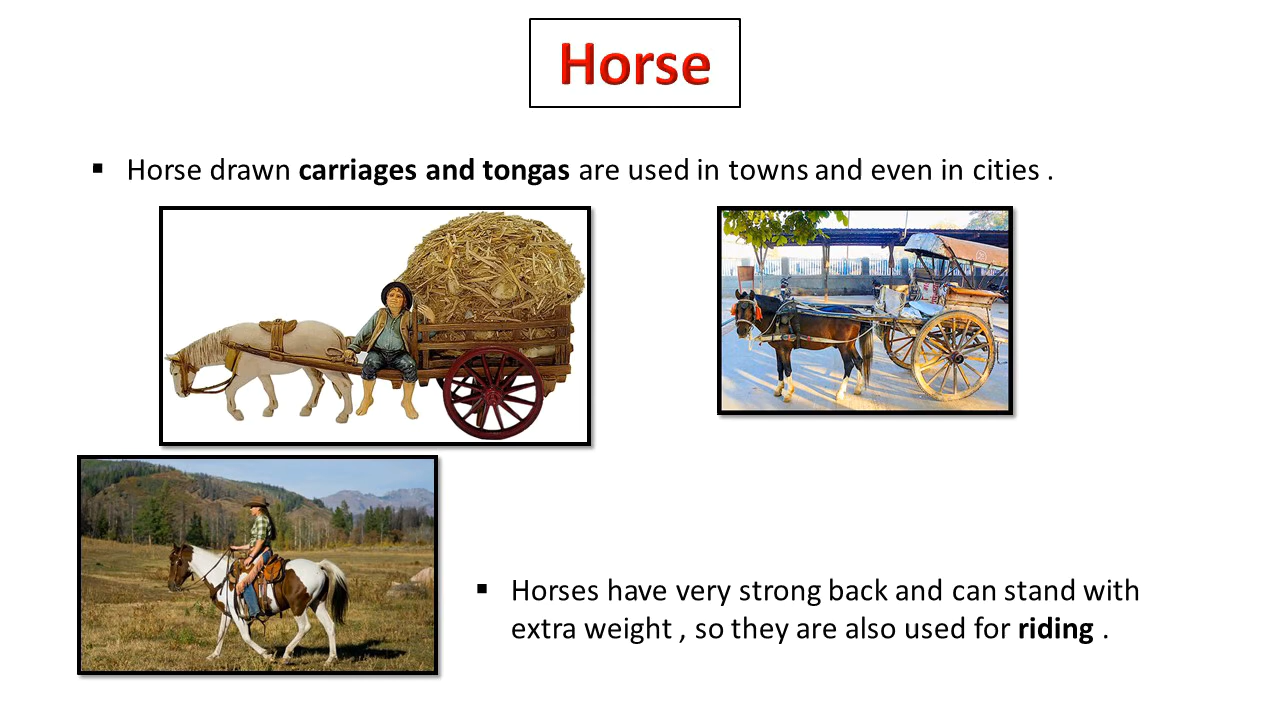 Horse
▪ Horse drawn carriages and tongas are used in towns and even in cities .
▪ Horses have very strong back and can stand with
extra weight , so they are also used for riding .